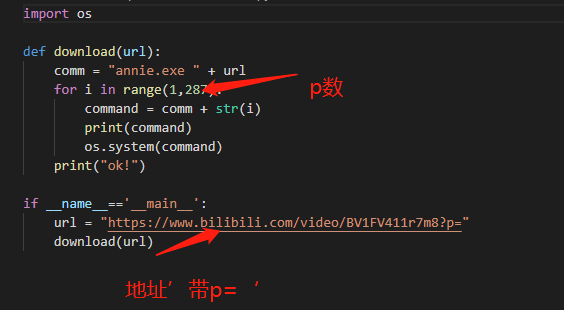 import os
def download(url):
comm = "annie.exe " + url
for i in range(1,287):
p数
command = comm + str(i)
print(command)
os.system(command)
print("ok!")
if __name__=='__main__':
url = "https://www.bilibili.com/video/BV1FV411r7m8?p="
download(url)
地址’带p= ‘